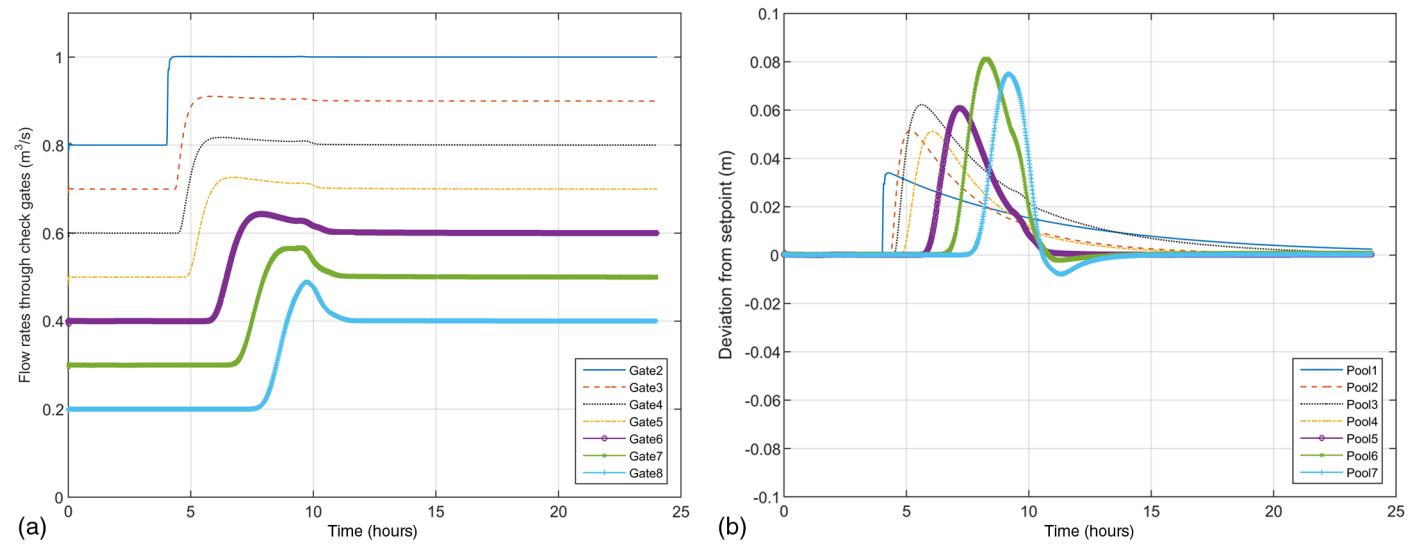 Flow rates through check gates (m³/s)
1
0.8
0.6
0.4
0.2
0
0
5
10
15
20
25
Time (hours)
Gate2
Gate3
Gate4
Gate5
Gate6
Gate7
Gate8
(a)
Deviation from setpoint (m)
0.1
0.08
0.06
0.04
0.02
0
-0.02
-0.04
-0.06
-0.08
-0.1
0
5
10
15
20
25
Time (hours)
Pool1
Pool2
Pool3
Pool4
Pool5
Pool6
Pool7
(b)